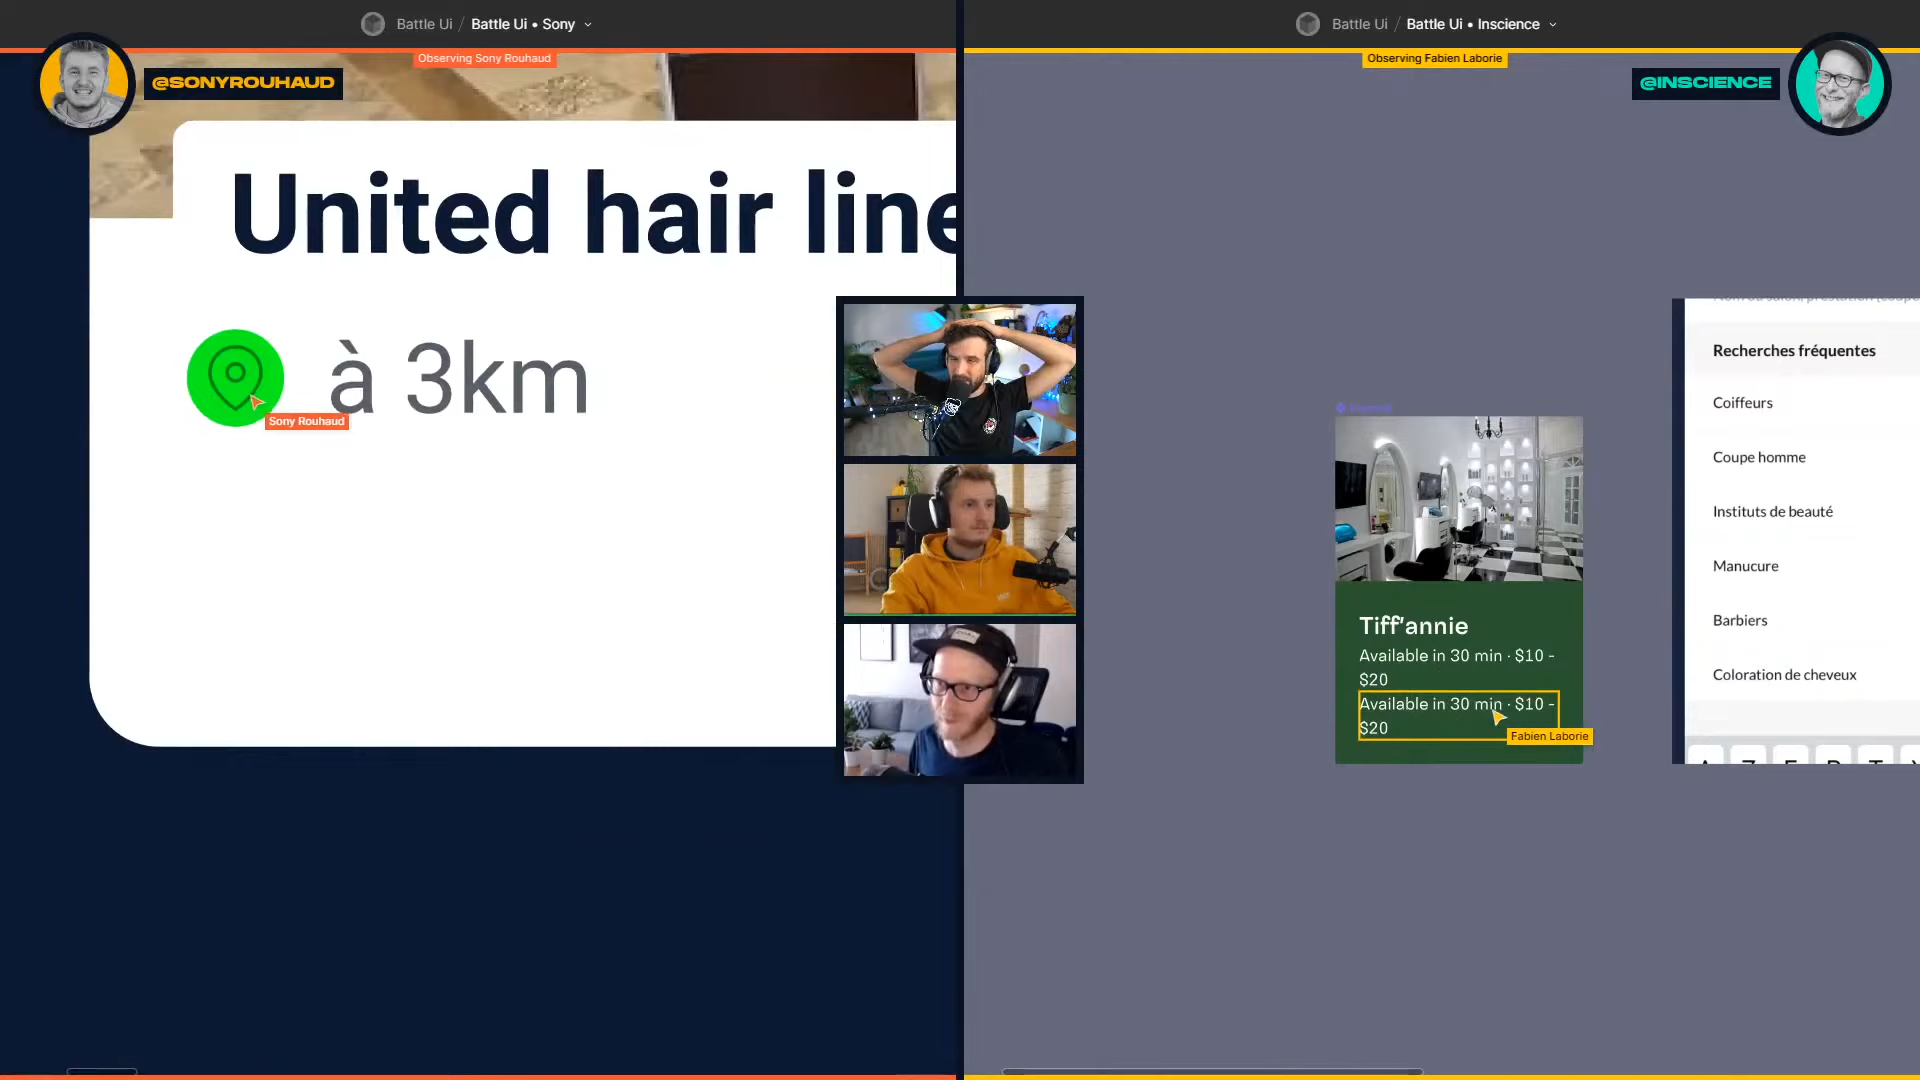 Battle Ui / Battle Ui • Sony
Observing Sony Rouhaud
@SONYROUHAUD
United hair line
à 3km
Sony Rouhaud
Battle Ui / Battle Ui • Inscience
Observing Fabien Laborie
@INSCIENCE
Tiff'annie
Available in 30 min · $10 -
$20
Available in 30 min · $10 -
$20
Fabien Laborie
Recherches fréquentes
Coiffeurs
Coupe homme
Instituts de beauté
Manucure
Barbiers
Coloration de cheveux